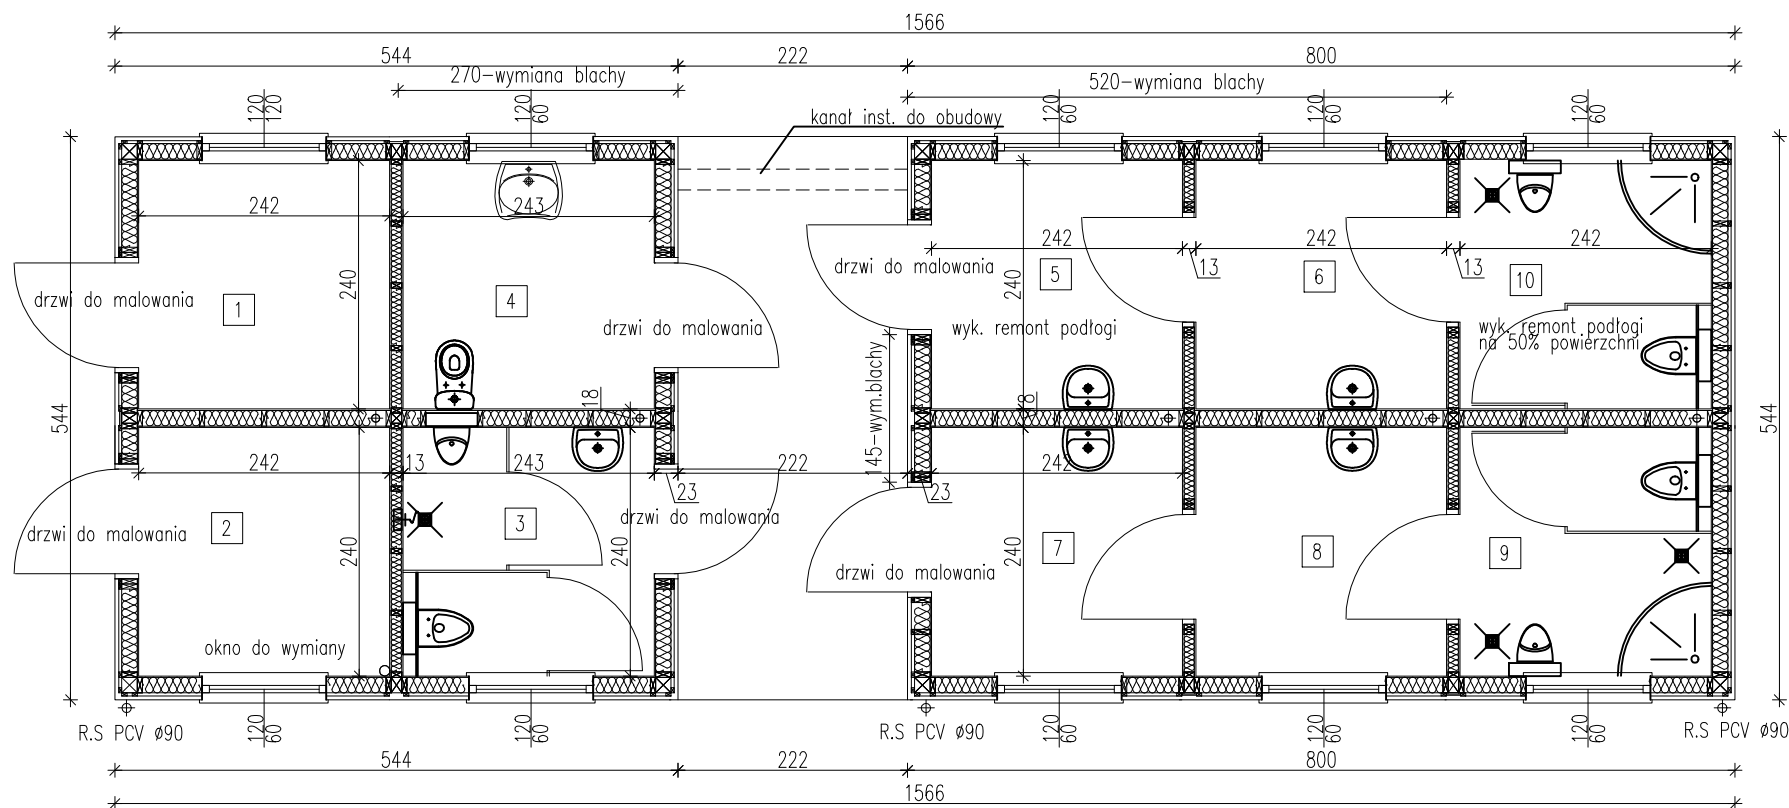 1566
544 222 800
270-wymiana blachy 520-wymiana blachy
120 120 120 120 120
120 60 60 60 60
kanał inst. do obudowy
242 243
242 242 242
13 13
drzwi do malowania
5 6 10
240 240
drzwi do malowania 1 4
drzwi do malowania
wyk. remont podłogi
wyk. remont podłogi
na 50% powierzchni
145-wym.blachy
18 18
544 544
242 13 243 222 242
23 23
drzwi do malowania 2 3
drzwi do malowania
7 8 9
240 240 240
drzwi do malowania
okno do wymiany
R.S PCV ø90 R.S PCV ø90 R.S PCV ø90
120 120 120 120 120
60 60 60 60 60
544 222 800
1566